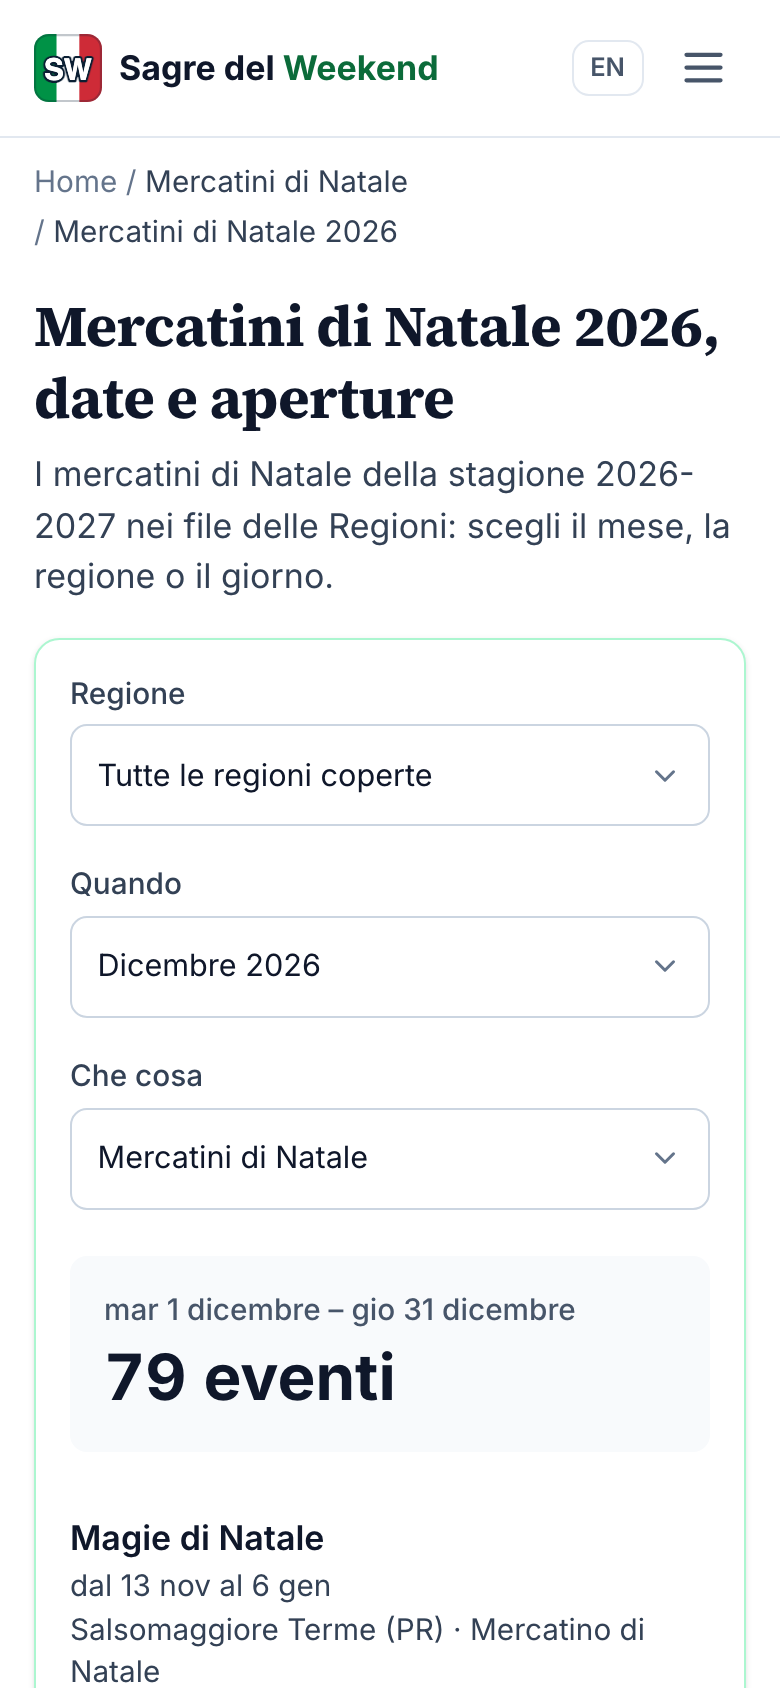 SW Sagre del Weekend EN
Home / Mercatini di Natale
/ Mercatini di Natale 2026
Mercatini di Natale 2026,
date e aperture
I mercatini di Natale della stagione 2026-
2027 nei file delle Regioni: scegli il mese, la
regione o il giorno.
Regione
Tutte le regioni coperte
Quando
Dicembre 2026
Che cosa
Mercatini di Natale
mar 1 dicembre – gio 31 dicembre
79 eventi
Magie di Natale
dal 13 nov al 6 gen
Salsomaggiore Terme (PR) · Mercatino di
Natale